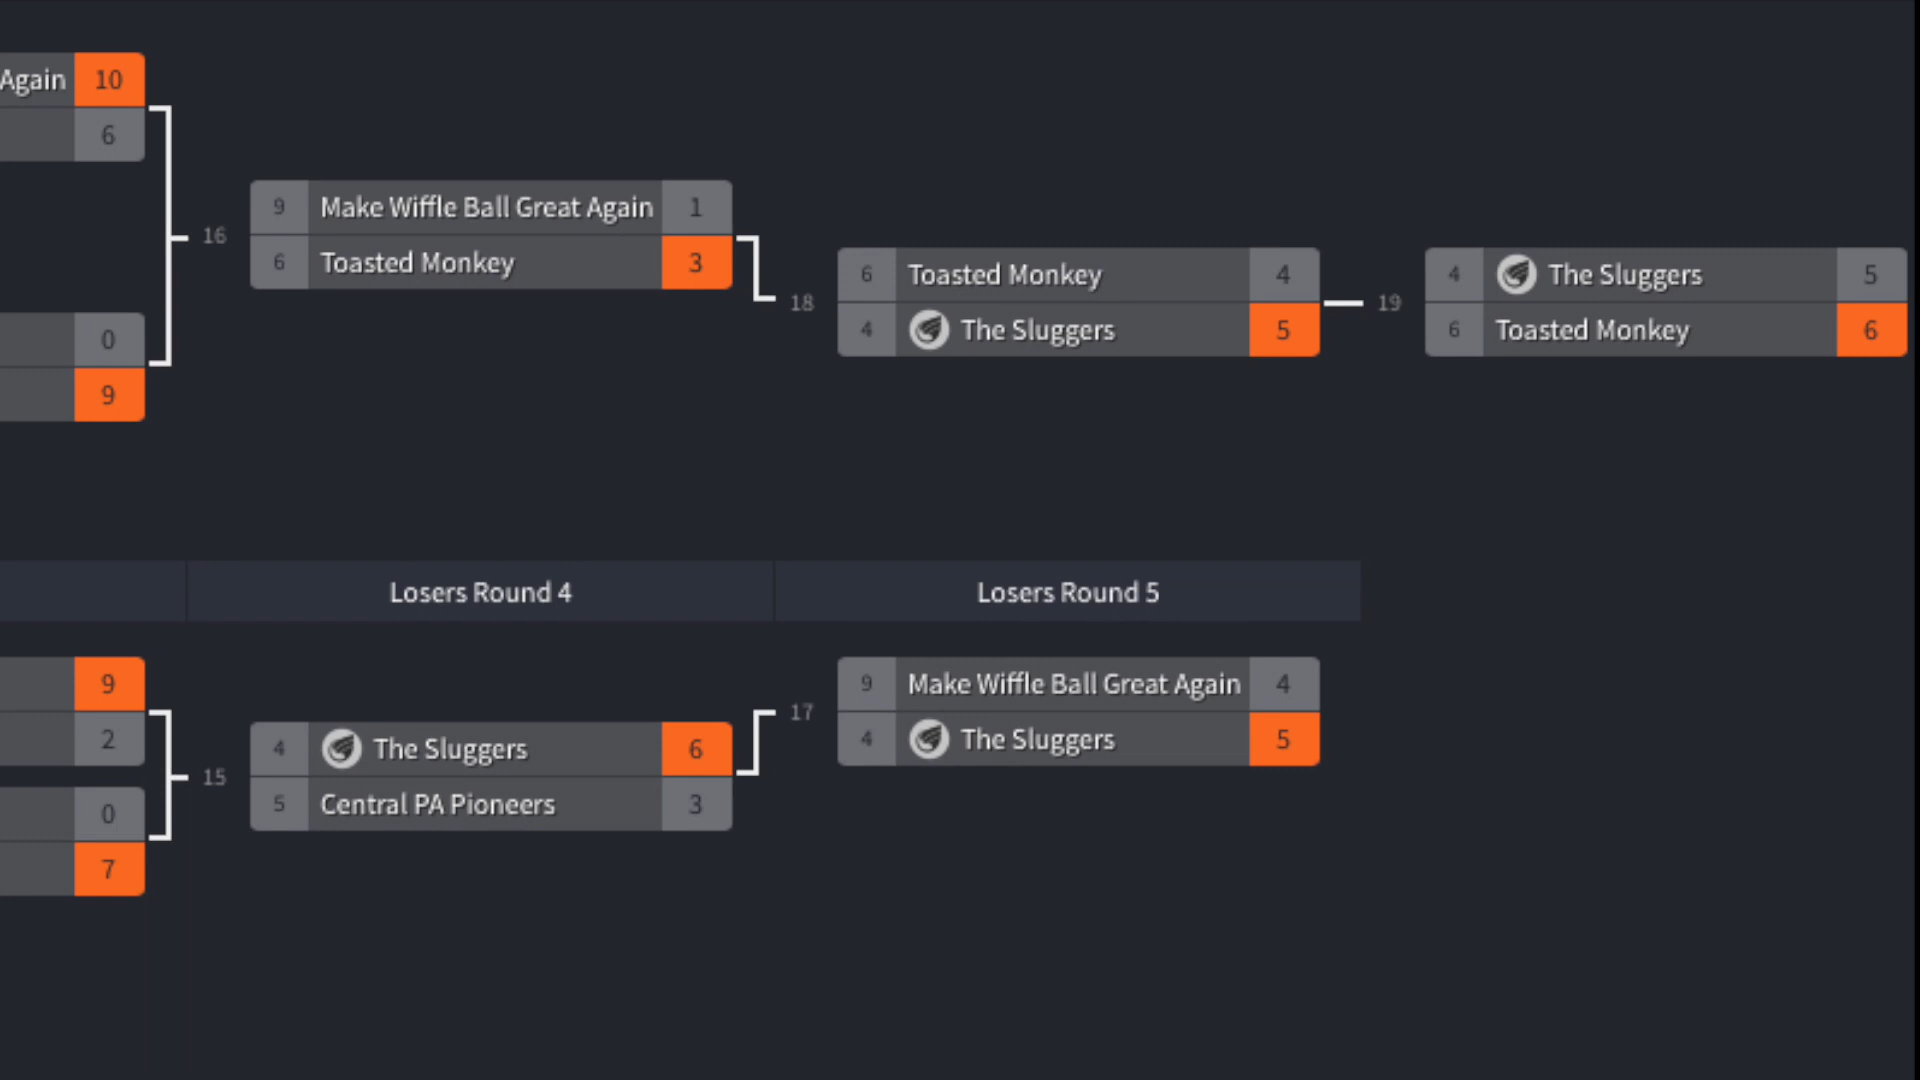 Again 10
6
0
9
16
9 Make Wiffle Ball Great Again 1
6 Toasted Monkey 3
18
6 Toasted Monkey 4
4 The Sluggers 5
19
4 The Sluggers 5
6 Toasted Monkey 6
Losers Round 4
Losers Round 5
9
2
0
7
15
4 The Sluggers 6
5 Central PA Pioneers 3
17
9 Make Wiffle Ball Great Again 4
4 The Sluggers 5